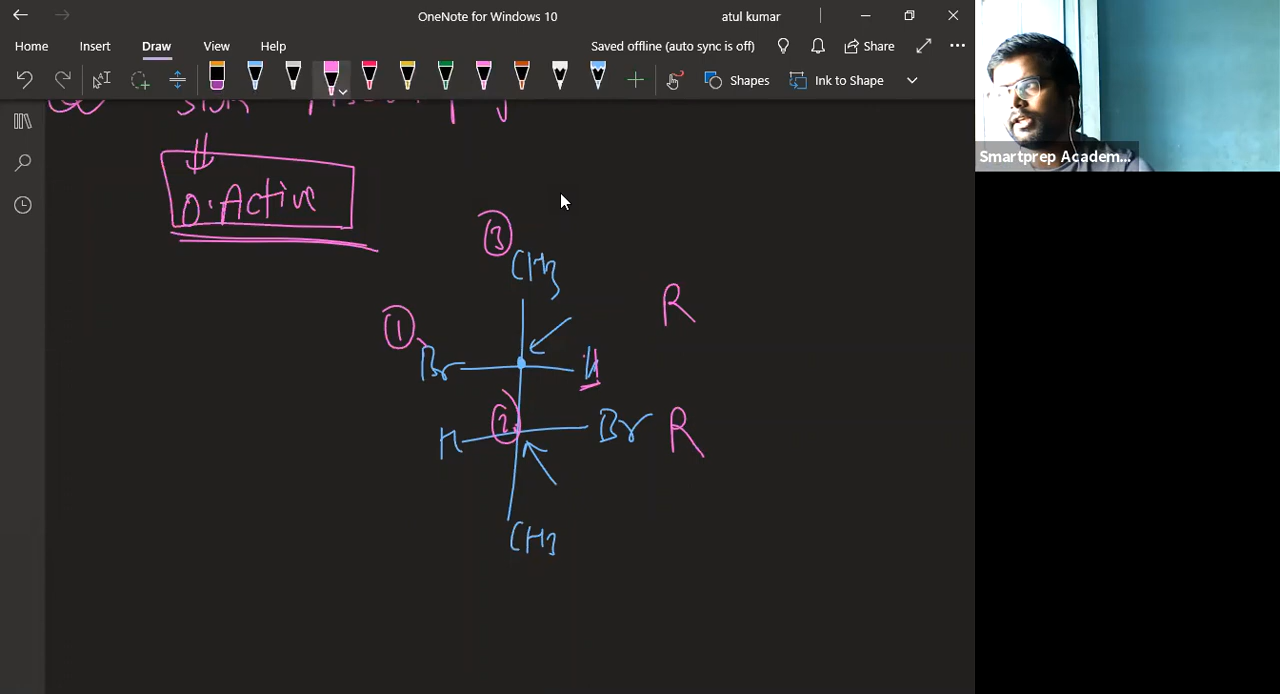 OneNote for Windows 10
atul kumar
Home Insert Draw View Help
Saved offline (auto sync is off)
Share
Shapes
Ink to Shape
Smartprep Academ...
O.Active
3
CH3
R
1
Br H
2
H Br R
CH3